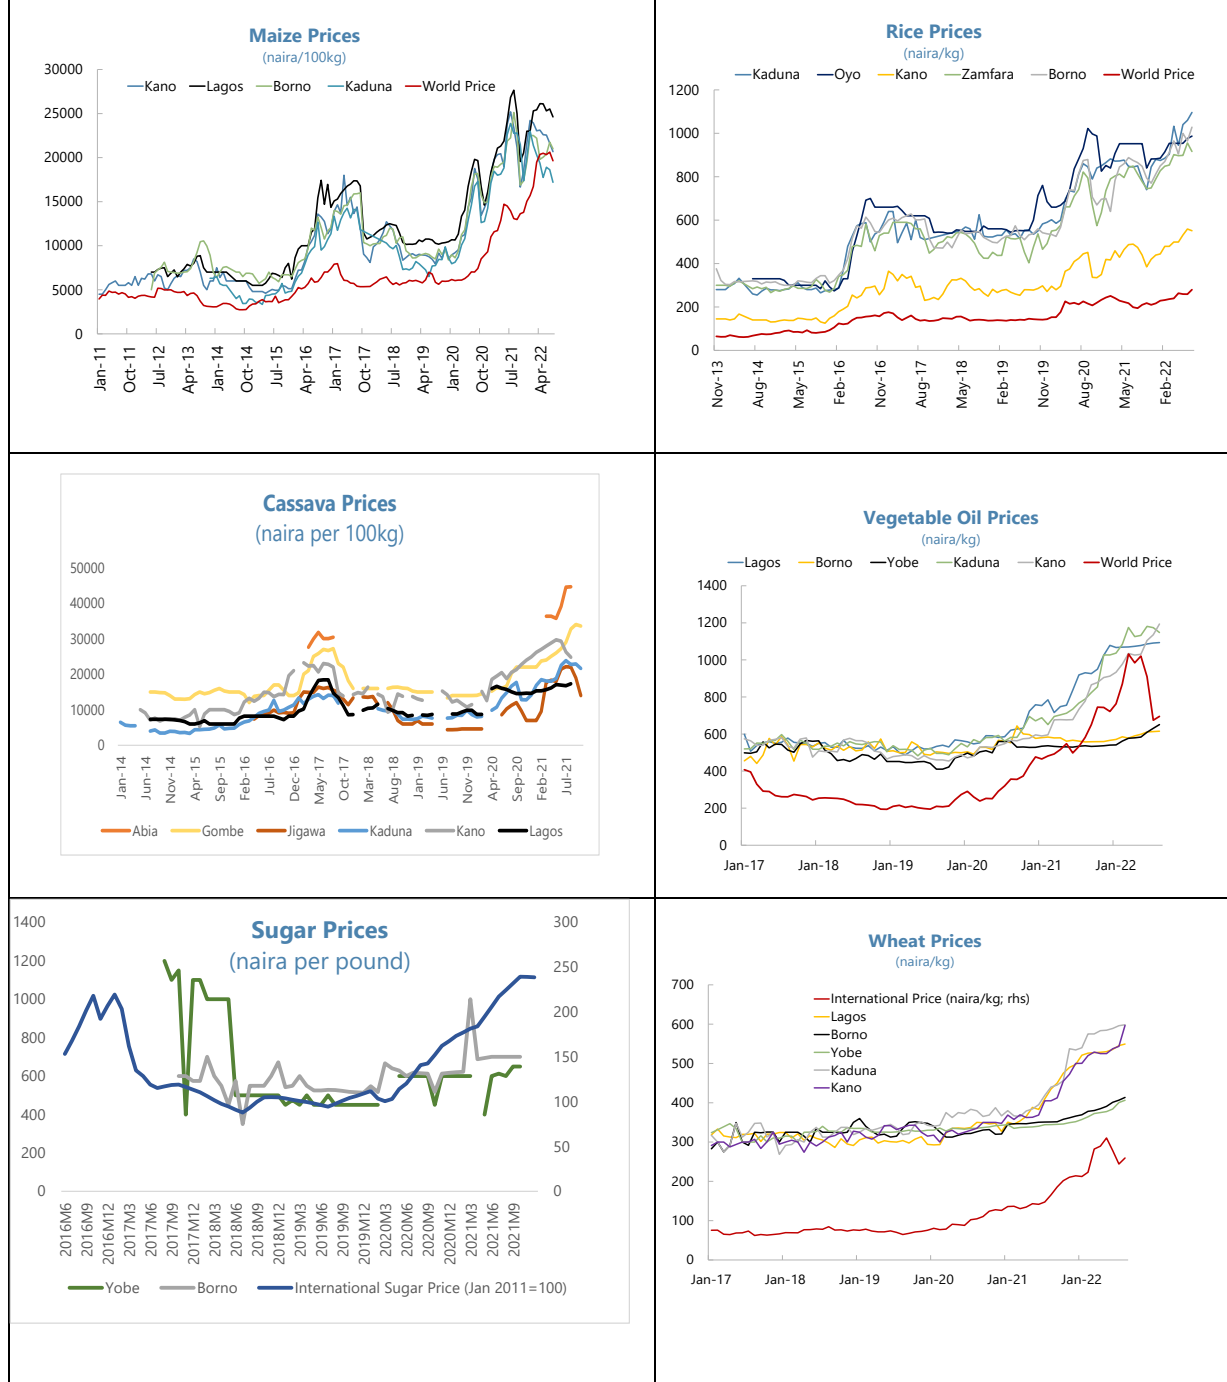 Maize Prices
(naira/100kg)
Kano Lagos Borno Kaduna World Price
30000
25000
20000
15000
10000
5000
0
Jan-11 Oct-11 Jul-12 Apr-13 Jan-14 Oct-14 Jul-15 Apr-16 Jan-17 Oct-17 Jul-18 Apr-19 Jan-20 Oct-20 Jul-21 Apr-22
Rice Prices
(naira/kg)
Kaduna Oyo Kano Zamfara Borno World Price
1200
1000
800
600
400
200
0
Nov-13 Aug-14 May-15 Feb-16 Nov-16 Aug-17 May-18 Feb-19 Nov-19 Aug-20 May-21 Feb-22
Cassava Prices
(naira per 100kg)
50000
40000
30000
20000
10000
0
Jan-14 Jun-14 Nov-14 Apr-15 Sep-15 Feb-16 Jul-16 Dec-16 May-17 Oct-17 Mar-18 Aug-18 Jan-19 Jun-19 Nov-19 Apr-20 Sep-20 Feb-21 Jul-21
Abia Gombe Jigawa Kaduna Kano Lagos
Vegetable Oil Prices
(naira/kg)
Lagos Borno Yobe Kaduna Kano World Price
1400
1200
1000
800
600
400
200
0
Jan-17 Jan-18 Jan-19 Jan-20 Jan-21 Jan-22
Sugar Prices
(naira per pound)
1400 300
1200 250
1000 200
800
600 150
400 100
200 50
0 0
2016M6 2016M9 2016M12 2017M3 2017M6 2017M9 2017M12 2018M3 2018M6 2018M9 2018M12 2019M3 2019M6 2019M9 2019M12 2020M3 2020M6 2020M9 2020M12 2021M3 2021M6 2021M9
Yobe Borno International Sugar Price (Jan 2011=100)
Wheat Prices
(naira/kg)
700
600
500
400
300
200
100
0
International Price (naira/kg; rhs)
Lagos
Borno
Yobe
Kaduna
Kano
Jan-17 Jan-18 Jan-19 Jan-20 Jan-21 Jan-22